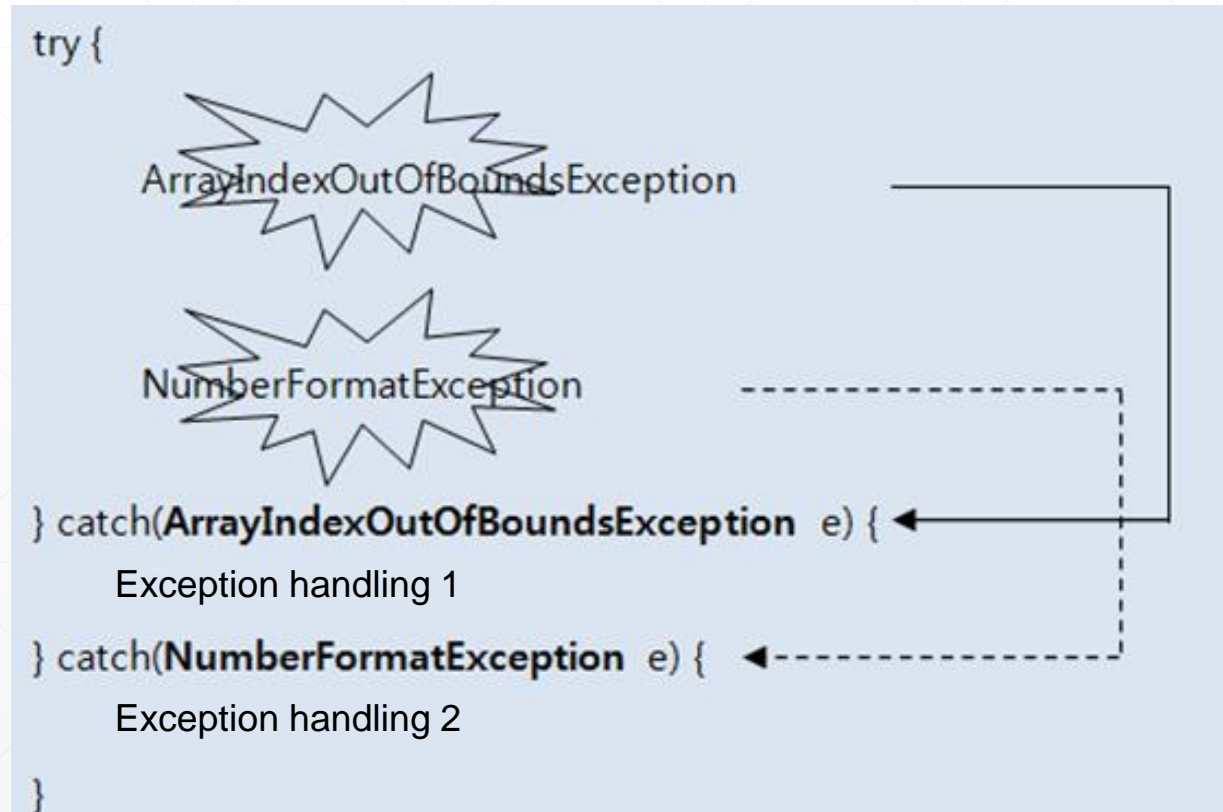 try {
ArrayIndexOutOfBoundsException
NumberFormatException
} catch(ArrayIndexOutOfBoundsException e) {
Exception handling 1
} catch(NumberFormatException e) {
Exception handling 2
}